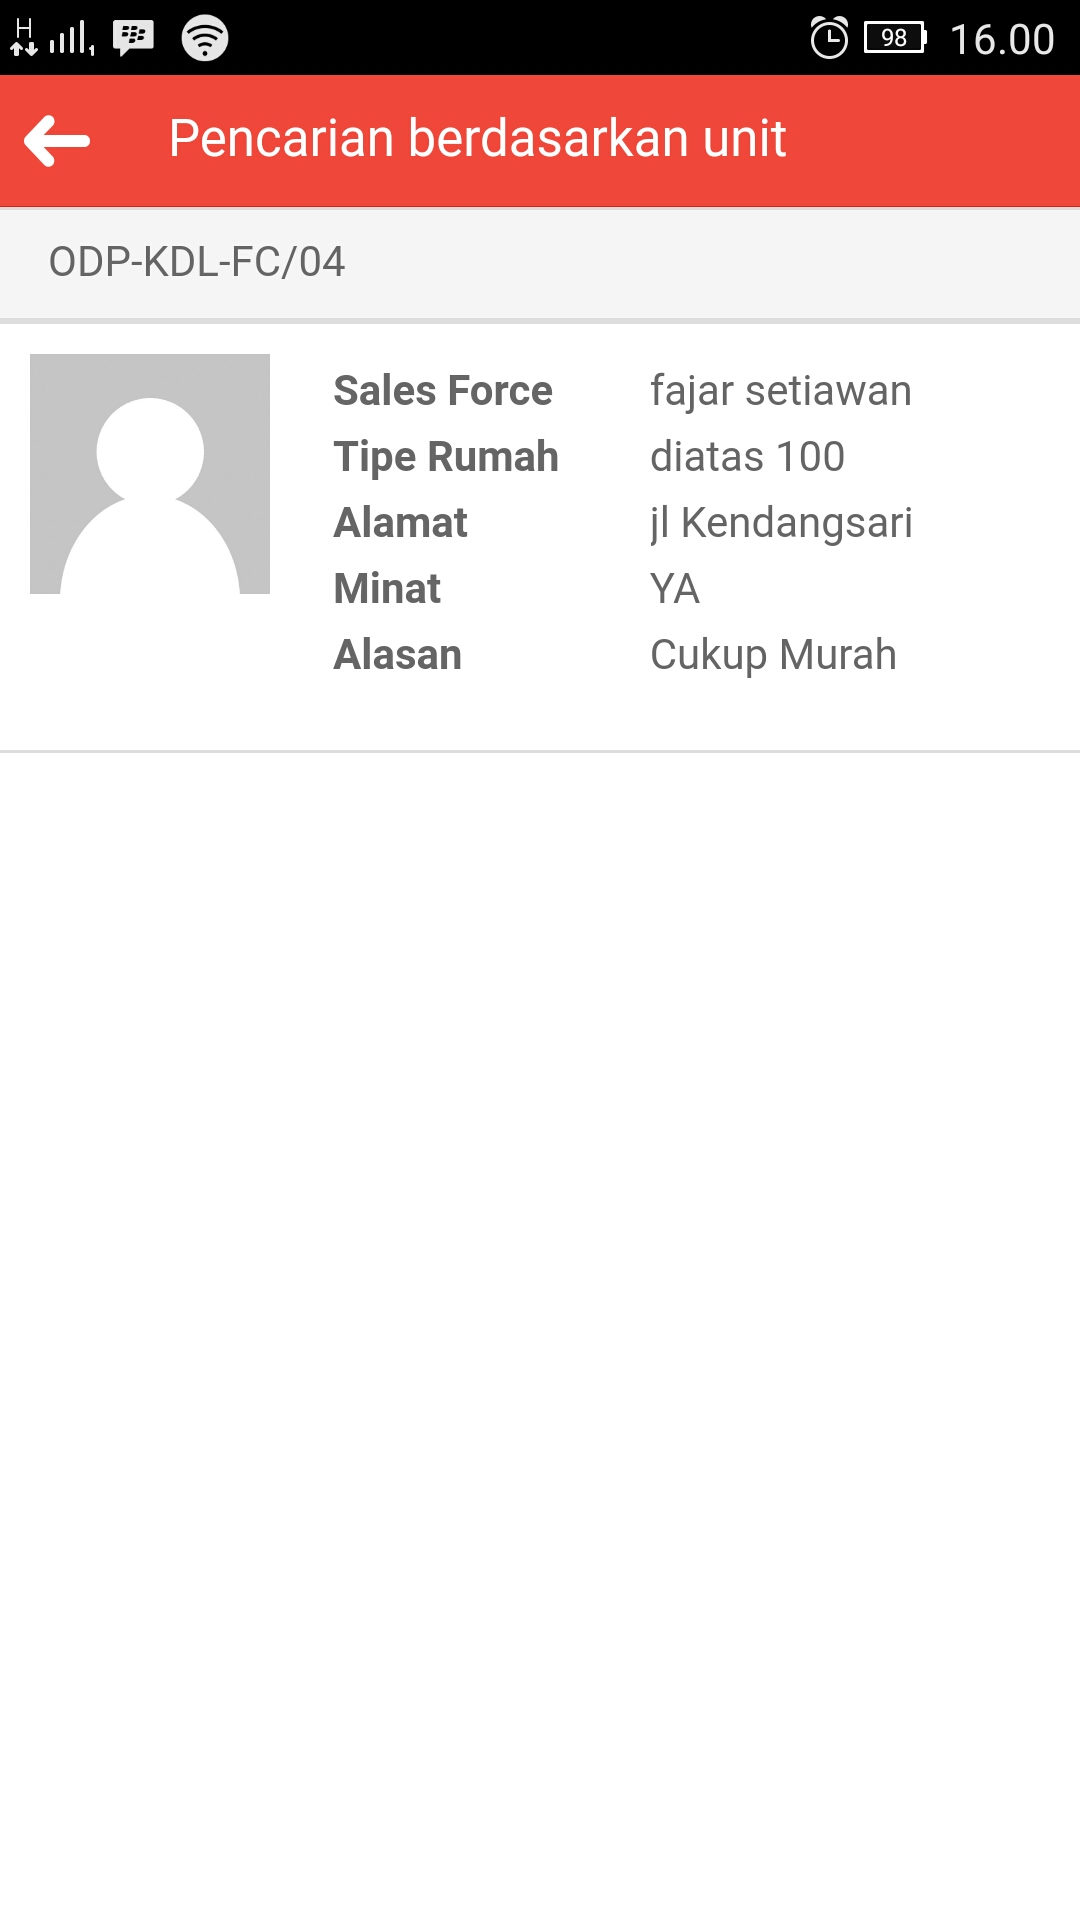 H 1 98 16.00
Pencarian berdasarkan unit
ODP-KDL-FC/04
Sales Force fajar setiawan
Tipe Rumah diatas 100
Alamat jl Kendangsari
Minat YA
Alasan Cukup Murah